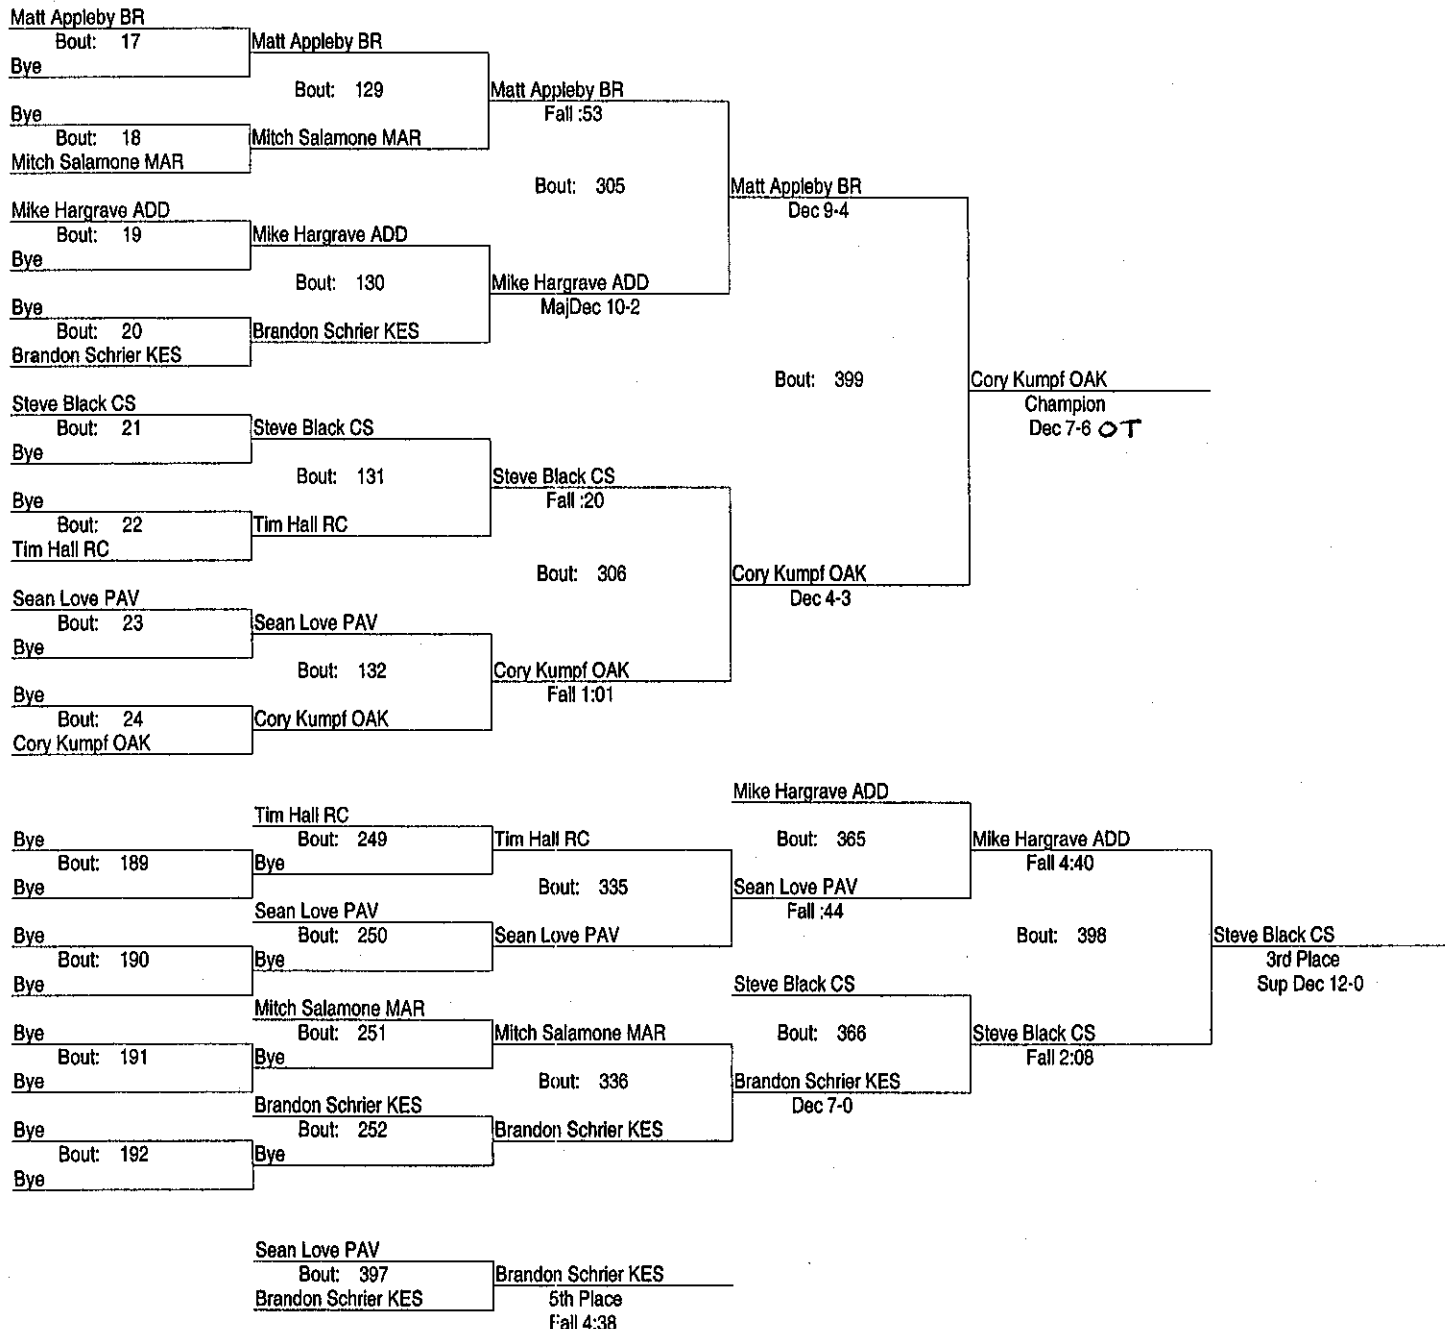 Matt Appleby BR
Bout: 17
Matt Appleby BR
Bye
Bout: 129
Matt Appleby BR
Fall :53
Bye
Bout: 18
Mitch Salamone MAR
Mitch Salamone MAR
Bout: 305
Matt Appleby BR
Dec 9-4
Mike Hargrave ADD
Bout: 19
Mike Hargrave ADD
Bye
Bout: 130
Mike Hargrave ADD
MajDec 10-2
Bye
Bout: 20
Brandon Schrier KES
Brandon Schrier KES
Bout: 399
Cory Kumpf OAK
Champion
Dec 7-6 OT
Steve Black CS
Bout: 21
Steve Black CS
Bye
Bout: 131
Steve Black CS
Fall :20
Bye
Bout: 22
Tim Hall RC
Tim Hall RC
Bout: 306
Cory Kumpf OAK
Dec 4-3
Sean Love PAV
Bout: 23
Sean Love PAV
Bye
Bout: 132
Cory Kumpf OAK
Fall 1:01
Bye
Bout: 24
Cory Kumpf OAK
Cory Kumpf OAK
Mike Hargrave ADD
Tim Hall RC
Bye
Bout: 249
Tim Hall RC
Bout: 365
Mike Hargrave ADD
Bout: 189
Bye
Fall 4:40
Bye
Bout: 335
Sean Love PAV
Fall :44
Sean Love PAV
Bye
Bout: 250
Sean Love PAV
Bout: 398
Steve Black CS
3rd Place
Sup Dec 12-0
Bout: 190
Bye
Bye
Steve Black CS
Mitch Salamone MAR
Bye
Bout: 251
Mitch Salamone MAR
Bout: 366
Steve Black CS
Fall 2:08
Bout: 191
Bye
Bye
Bout: 336
Brandon Schrier KES
Dec 7-0
Brandon Schrier KES
Bye
Bout: 252
Brandon Schrier KES
Bout: 192
Bye
Bye
Sean Love PAV
Bout: 397
Brandon Schrier KES
Brandon Schrier KES
5th Place
Fall 4:38